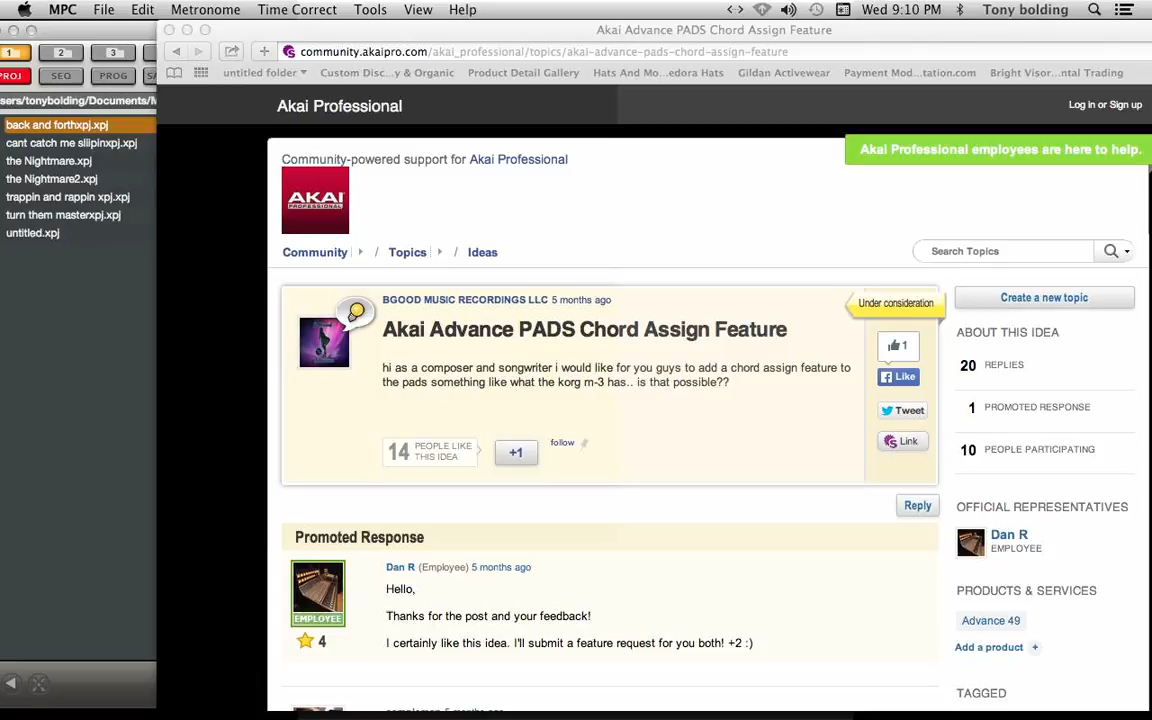 MPC File Edit Metronome Time Correct Tools View Help Wed 9:10 PM Tony bolding
Akai Advance PADS Chord Assign Feature
1 2 3
community.akaipro.com/akai_professional/topics/akai-advance-pads-chord-assign-feature
PROJ SEQ PROG
untitled folder Custom Disc...y & Organic Product Detail Gallery Hats And Mo...edora Hats Gildan Activewear Payment Mod...tation.com Bright Visor...ntal Trading
sers/tonybolding/Documents/M
Akai Professional
Log in or Sign up
back and forthxpj.xpj
cant catch me sliipinxpj.xpj
the Nightmare.xpj
the Nightmare2.xpj
trappin and rappin xpj.xpj
turn them masterxpj.xpj
untitled.xpj
Akai Professional employees are here to help.
Community-powered support for Akai Professional
AKAI
PROFESSIONAL
Community / Topics / Ideas
Search Topics
BGOOD MUSIC RECORDINGS LLC 5 months ago
Under consideration
Akai Advance PADS Chord Assign Feature
hi as a composer and songwriter i would like for you guys to add a chord assign feature to
the pads something like what the korg m-3 has.. is that possible??
1
Like
Tweet
Link
14 PEOPLE LIKE
THIS IDEA
+1
follow
Reply
Create a new topic
ABOUT THIS IDEA
20 REPLIES
1 PROMOTED RESPONSE
10 PEOPLE PARTICIPATING
OFFICIAL REPRESENTATIVES
Dan R
EMPLOYEE
PRODUCTS & SERVICES
Advance 49
Add a product +
TAGGED
Promoted Response
Dan R (Employee) 5 months ago
Hello,
Thanks for the post and your feedback!
I certainly like this idea. I'll submit a feature request for you both! +2 :)
EMPLOYEE
4
5 months ago